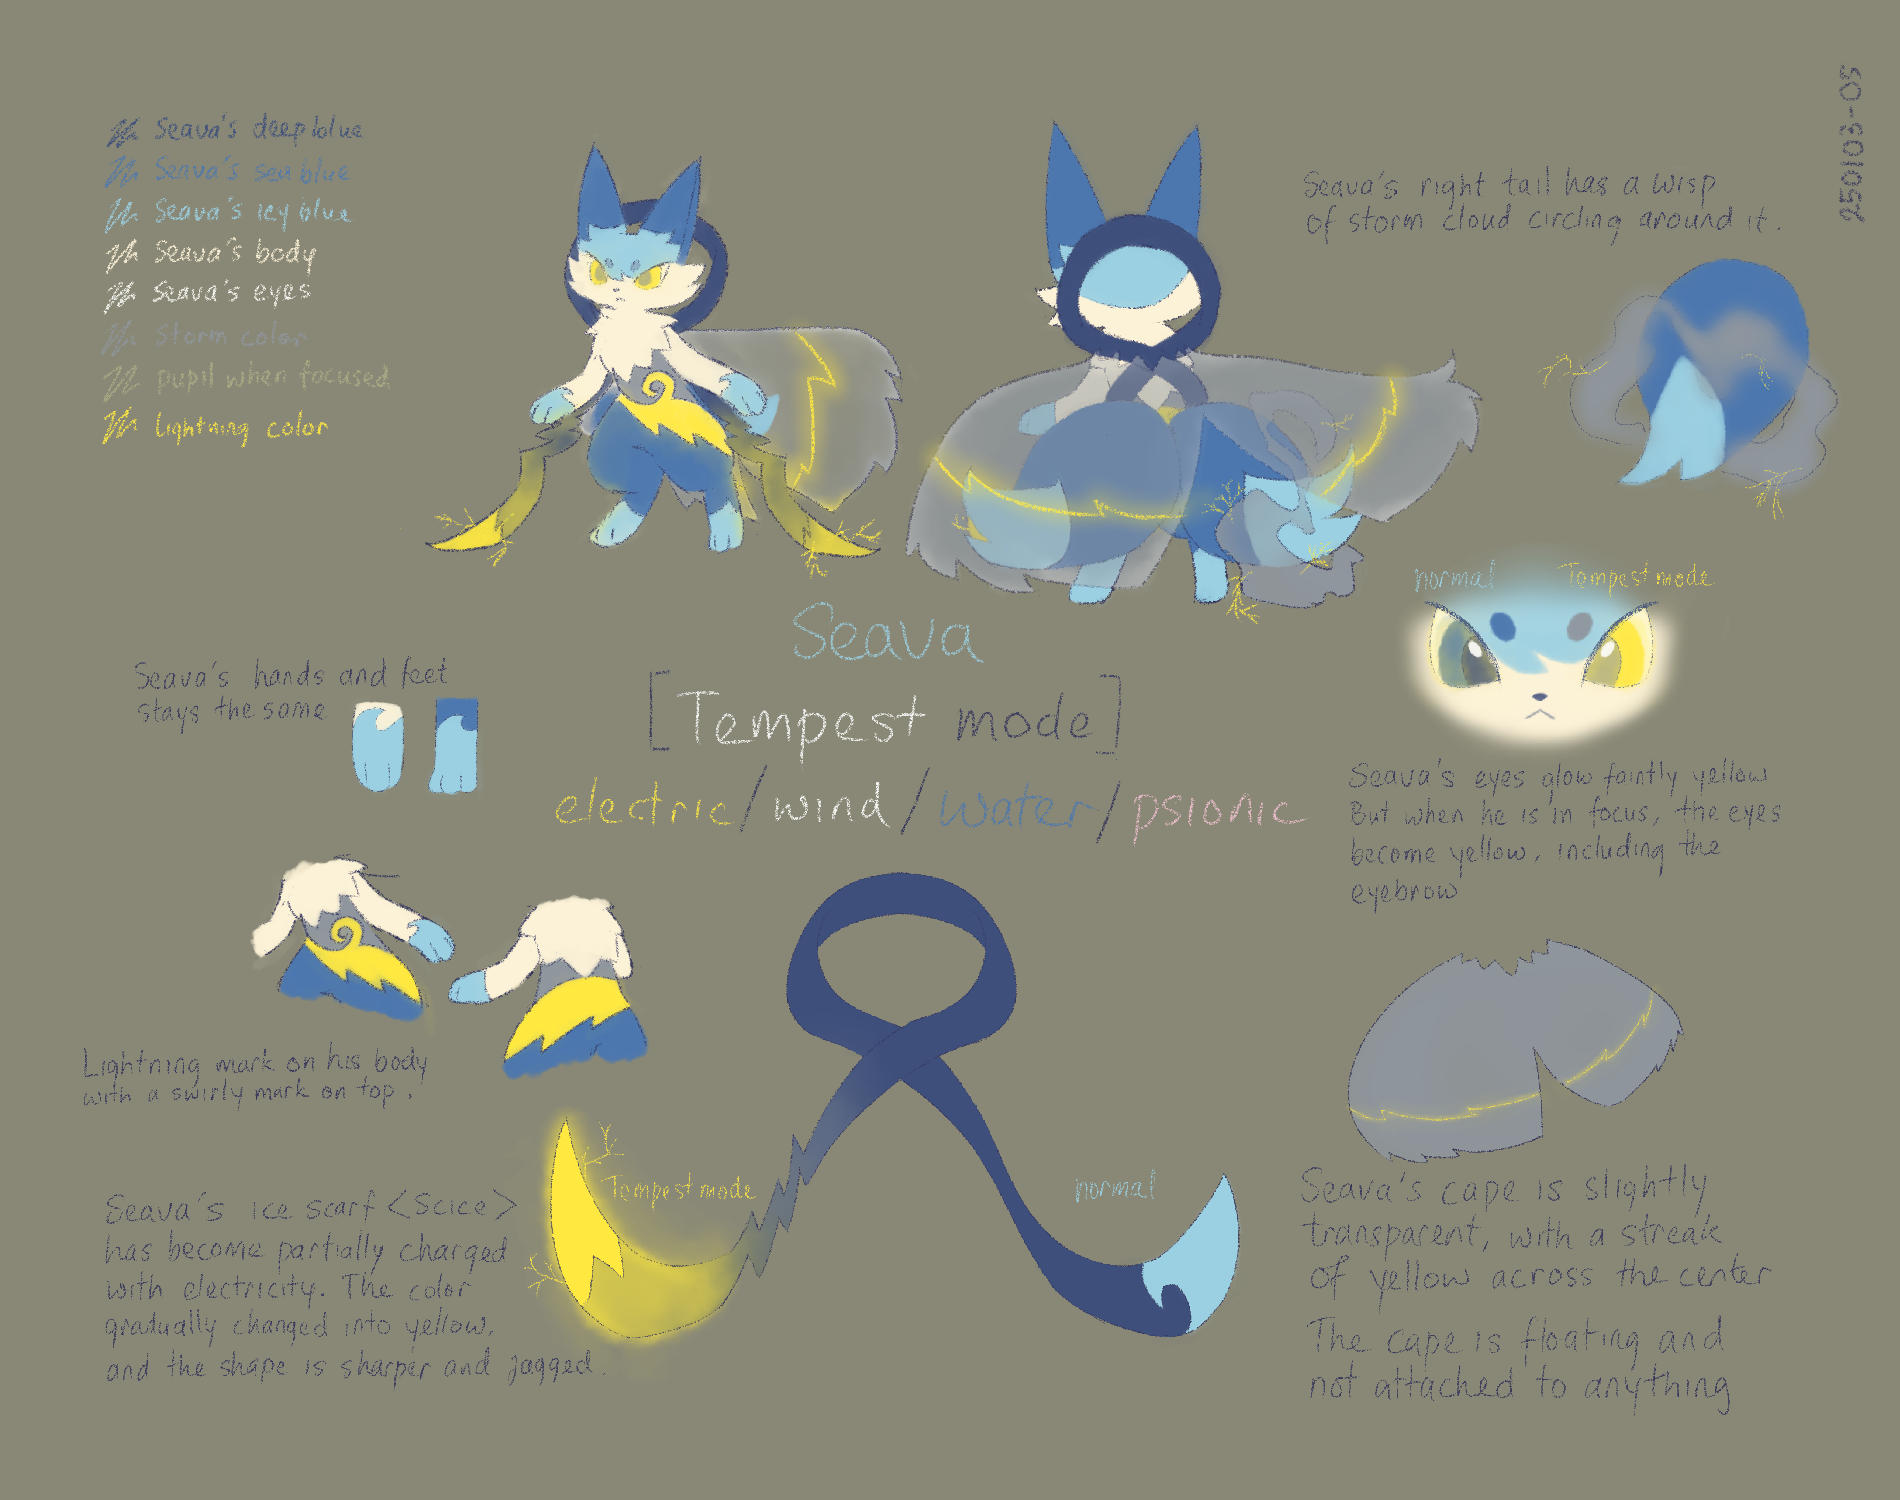 Seava's deep blue
Seava's sea blue
Seava's icy blue
Seava's body
Seava's eyes
Storm color
pupil when focused
Lightning color
250103-05
Seava's right tail has a wisp
of storm cloud circling around it.
normal
Tempest mode
Seava
[Tempest mode]
electric/wind/water/psionic
Seava's hands and feet
stays the same
Seava's eyes glow faintly yellow
But when he is in focus, the eyes
become yellow, including the
eyebrow
Lightning mark on his body
with a swirly mark on top.
Tempest mode
normal
Seava's ice scarf <Scice>
has become partially charged
with electricity. The color
gradually changed into yellow,
and the shape is sharper and jagged.
Seava's cape is slightly
transparent, with a streak
of yellow across the center
The cape is floating and
not attached to anything